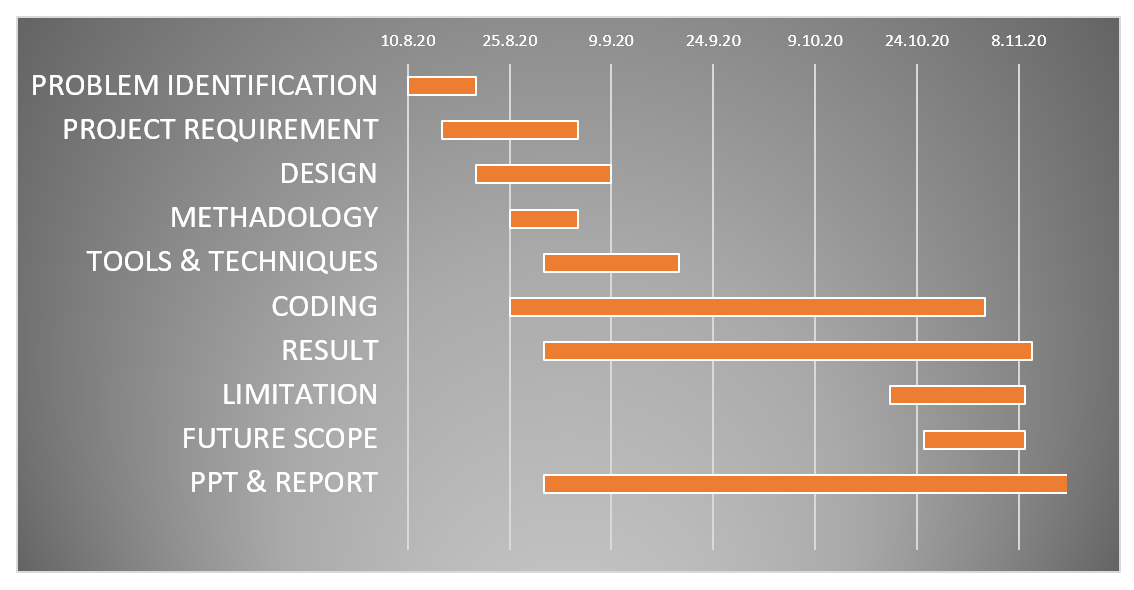 10.8.20 25.8.20 9.9.20 24.9.20 9.10.20 24.10.20 8.11.20
PROBLEM IDENTIFICATION
PROJECT REQUIREMENT
DESIGN
METHADOLOGY
TOOLS & TECHNIQUES
CODING
RESULT
LIMITATION
FUTURE SCOPE
PPT & REPORT